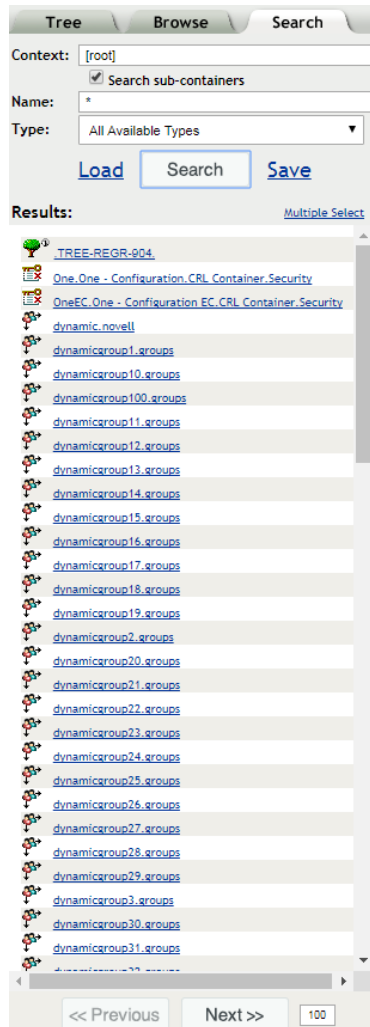 Tree Browse Search
Context: [root]
Search sub-containers
Name: *
Type: All Available Types
Load Search Save
Results: Multiple Select
.TREE-REGR-904.
One.One - Configuration.CRL Container.Security
OneEC.One - Configuration EC.CRL Container.Security
dynamic.novell
dynamicgroup1.groups
dynamicgroup10.groups
dynamicgroup100.groups
dynamicgroup11.groups
dynamicgroup12.groups
dynamicgroup13.groups
dynamicgroup14.groups
dynamicgroup15.groups
dynamicgroup16.groups
dynamicgroup17.groups
dynamicgroup18.groups
dynamicgroup19.groups
dynamicgroup2.groups
dynamicgroup20.groups
dynamicgroup21.groups
dynamicgroup22.groups
dynamicgroup23.groups
dynamicgroup24.groups
dynamicgroup25.groups
dynamicgroup26.groups
dynamicgroup27.groups
dynamicgroup28.groups
dynamicgroup29.groups
dynamicgroup3.groups
dynamicgroup30.groups
dynamicgroup31.groups
<< Previous Next >> 100